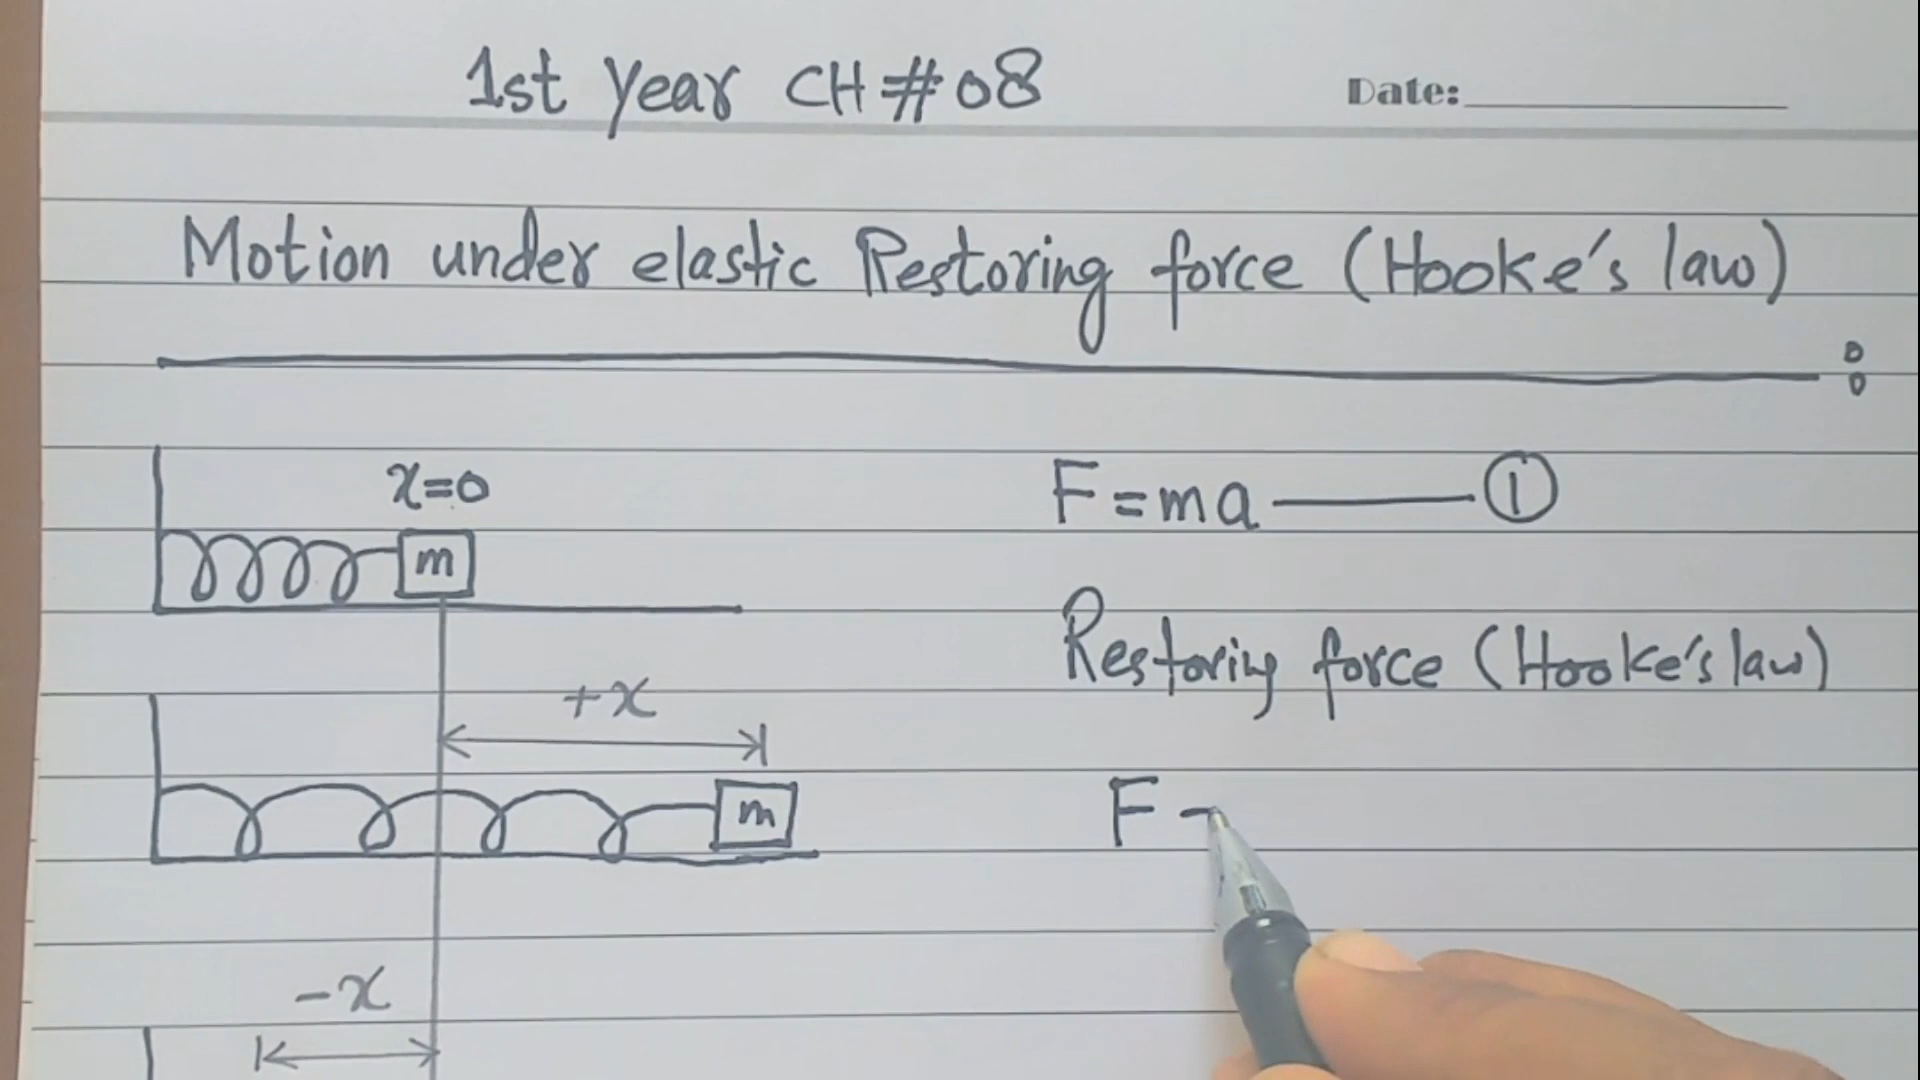 1st Year CH#08
Date:
Motion under elastic Restoring force (Hooke's law)
x=0
m
F=ma ——— ①
Restoring force (Hooke's law)
+x
m
F -
-x